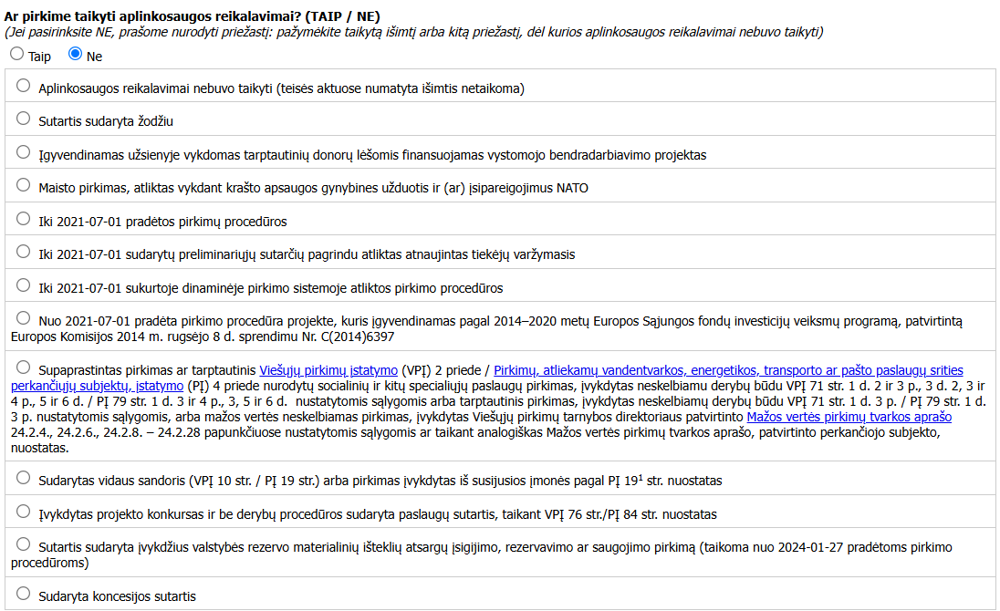 Ar pirkime taikyti aplinkosaugos reikalavimai? (TAIP / NE)
(Jei pasirinksite NE, prašome nurodyti priežastį: pažymėkite taikytą išimtį arba kitą priežastį, dėl kurios aplinkosaugos reikalavimai nebuvo taikyti)
Taip Ne
Aplinkosaugos reikalavimai nebuvo taikyti (teisės aktuose numatyta išimtis netaikoma)
Sutartis sudaryta žodžiu
Įgyvendinamas užsienyje vykdomas tarptautinių donorų lėšomis finansuojamas vystomojo bendradarbiavimo projektas
Maisto pirkimas, atliktas vykdant krašto apsaugos gynybines užduotis ir (ar) įsipareigojimus NATO
Iki 2021-07-01 pradėtos pirkimų procedūros
Iki 2021-07-01 sudarytų preliminariųjų sutarčių pagrindu atliktas atnaujintas tiekėjų varžymasis
Iki 2021-07-01 sukurtoje dinaminėje pirkimo sistemoje atliktos pirkimo procedūros
Nuo 2021-07-01 pradėta pirkimo procedūra projekte, kuris įgyvendinamas pagal 2014–2020 metų Europos Sąjungos fondų investicijų veiksmų programą, patvirtintą
Europos Komisijos 2014 m. rugsėjo 8 d. sprendimu Nr. C(2014)6397
Supaprastintas pirkimas ar tarptautinis Viešųjų pirkimų įstatymo (VPĮ) 2 priede / Pirkimų, atliekamų vandentvarkos, energetikos, transporto ar pašto paslaugų srities
perkančiųjų subjektų, įstatymo (PĮ) 4 priede nurodytų socialinių ir kitų specialiųjų paslaugų pirkimas, įvykdytas neskelbiamu derybų būdu VPĮ 71 str. 1 d. 2 ir 3 p., 3 d. 2, 3 ir
4 p., 5 ir 6 d. / PĮ 79 str. 1 d. 3 ir 4 p., 3, 5 ir 6 d. nustatytomis sąlygomis arba tarptautinis pirkimas, įvykdytas neskelbiamų derybų būdu VPĮ 71 str. 1 d. 3 p. / PĮ 79 str. 1 d.
3 p. nustatytomis sąlygomis, arba mažos vertės neskelbiamas pirkimas, įvykdytas Viešųjų pirkimų tarnybos direktoriaus patvirtinto Mažos vertės pirkimų tvarkos aprašo
24.2.4., 24.2.6., 24.2.8. – 24.2.28 papunkčiuose nustatytomis sąlygomis ar taikant analogiškas Mažos vertės pirkimų tvarkos aprašo, patvirtinto perkančiojo subjekto,
nuostatas.
Sudarytas vidaus sandoris (VPĮ 10 str. / PĮ 19 str.) arba pirkimas įvykdytas iš susijusios įmonės pagal PĮ 19¹ str. nuostatas
Įvykdytas projekto konkursas ir be derybų procedūros sudaryta paslaugų sutartis, taikant VPĮ 76 str./PĮ 84 str. nuostatas
Sutartis sudaryta įvykdžius valstybės rezervo materialinių išteklių atsargų įsigijimo, rezervavimo ar saugojimo pirkimą (taikoma nuo 2024-01-27 pradėtoms pirkimo
procedūroms)
Sudaryta koncesijos sutartis